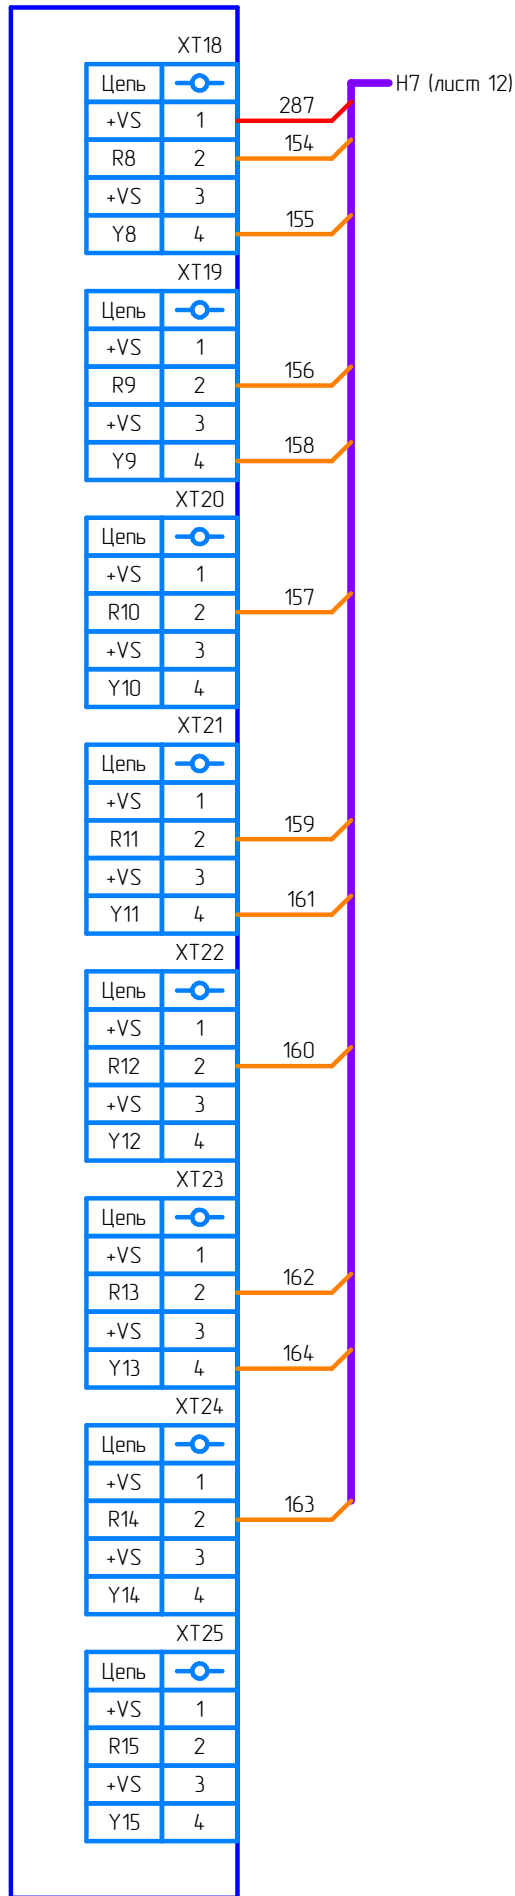 XT18
Цепь
H7 (лист 12)
+VS 1 287
R8 2 154
+VS 3
Y8 4 155
XT19
Цепь
+VS 1
R9 2 156
+VS 3
Y9 4 158
XT20
Цепь
+VS 1
R10 2 157
+VS 3
Y10 4
XT21
Цепь
+VS 1
R11 2 159
+VS 3
Y11 4 161
XT22
Цепь
+VS 1
R12 2 160
+VS 3
Y12 4
XT23
Цепь
+VS 1
R13 2 162
+VS 3
Y13 4 164
XT24
Цепь
+VS 1
R14 2 163
+VS 3
Y14 4
XT25
Цепь
+VS 1
R15 2
+VS 3
Y15 4